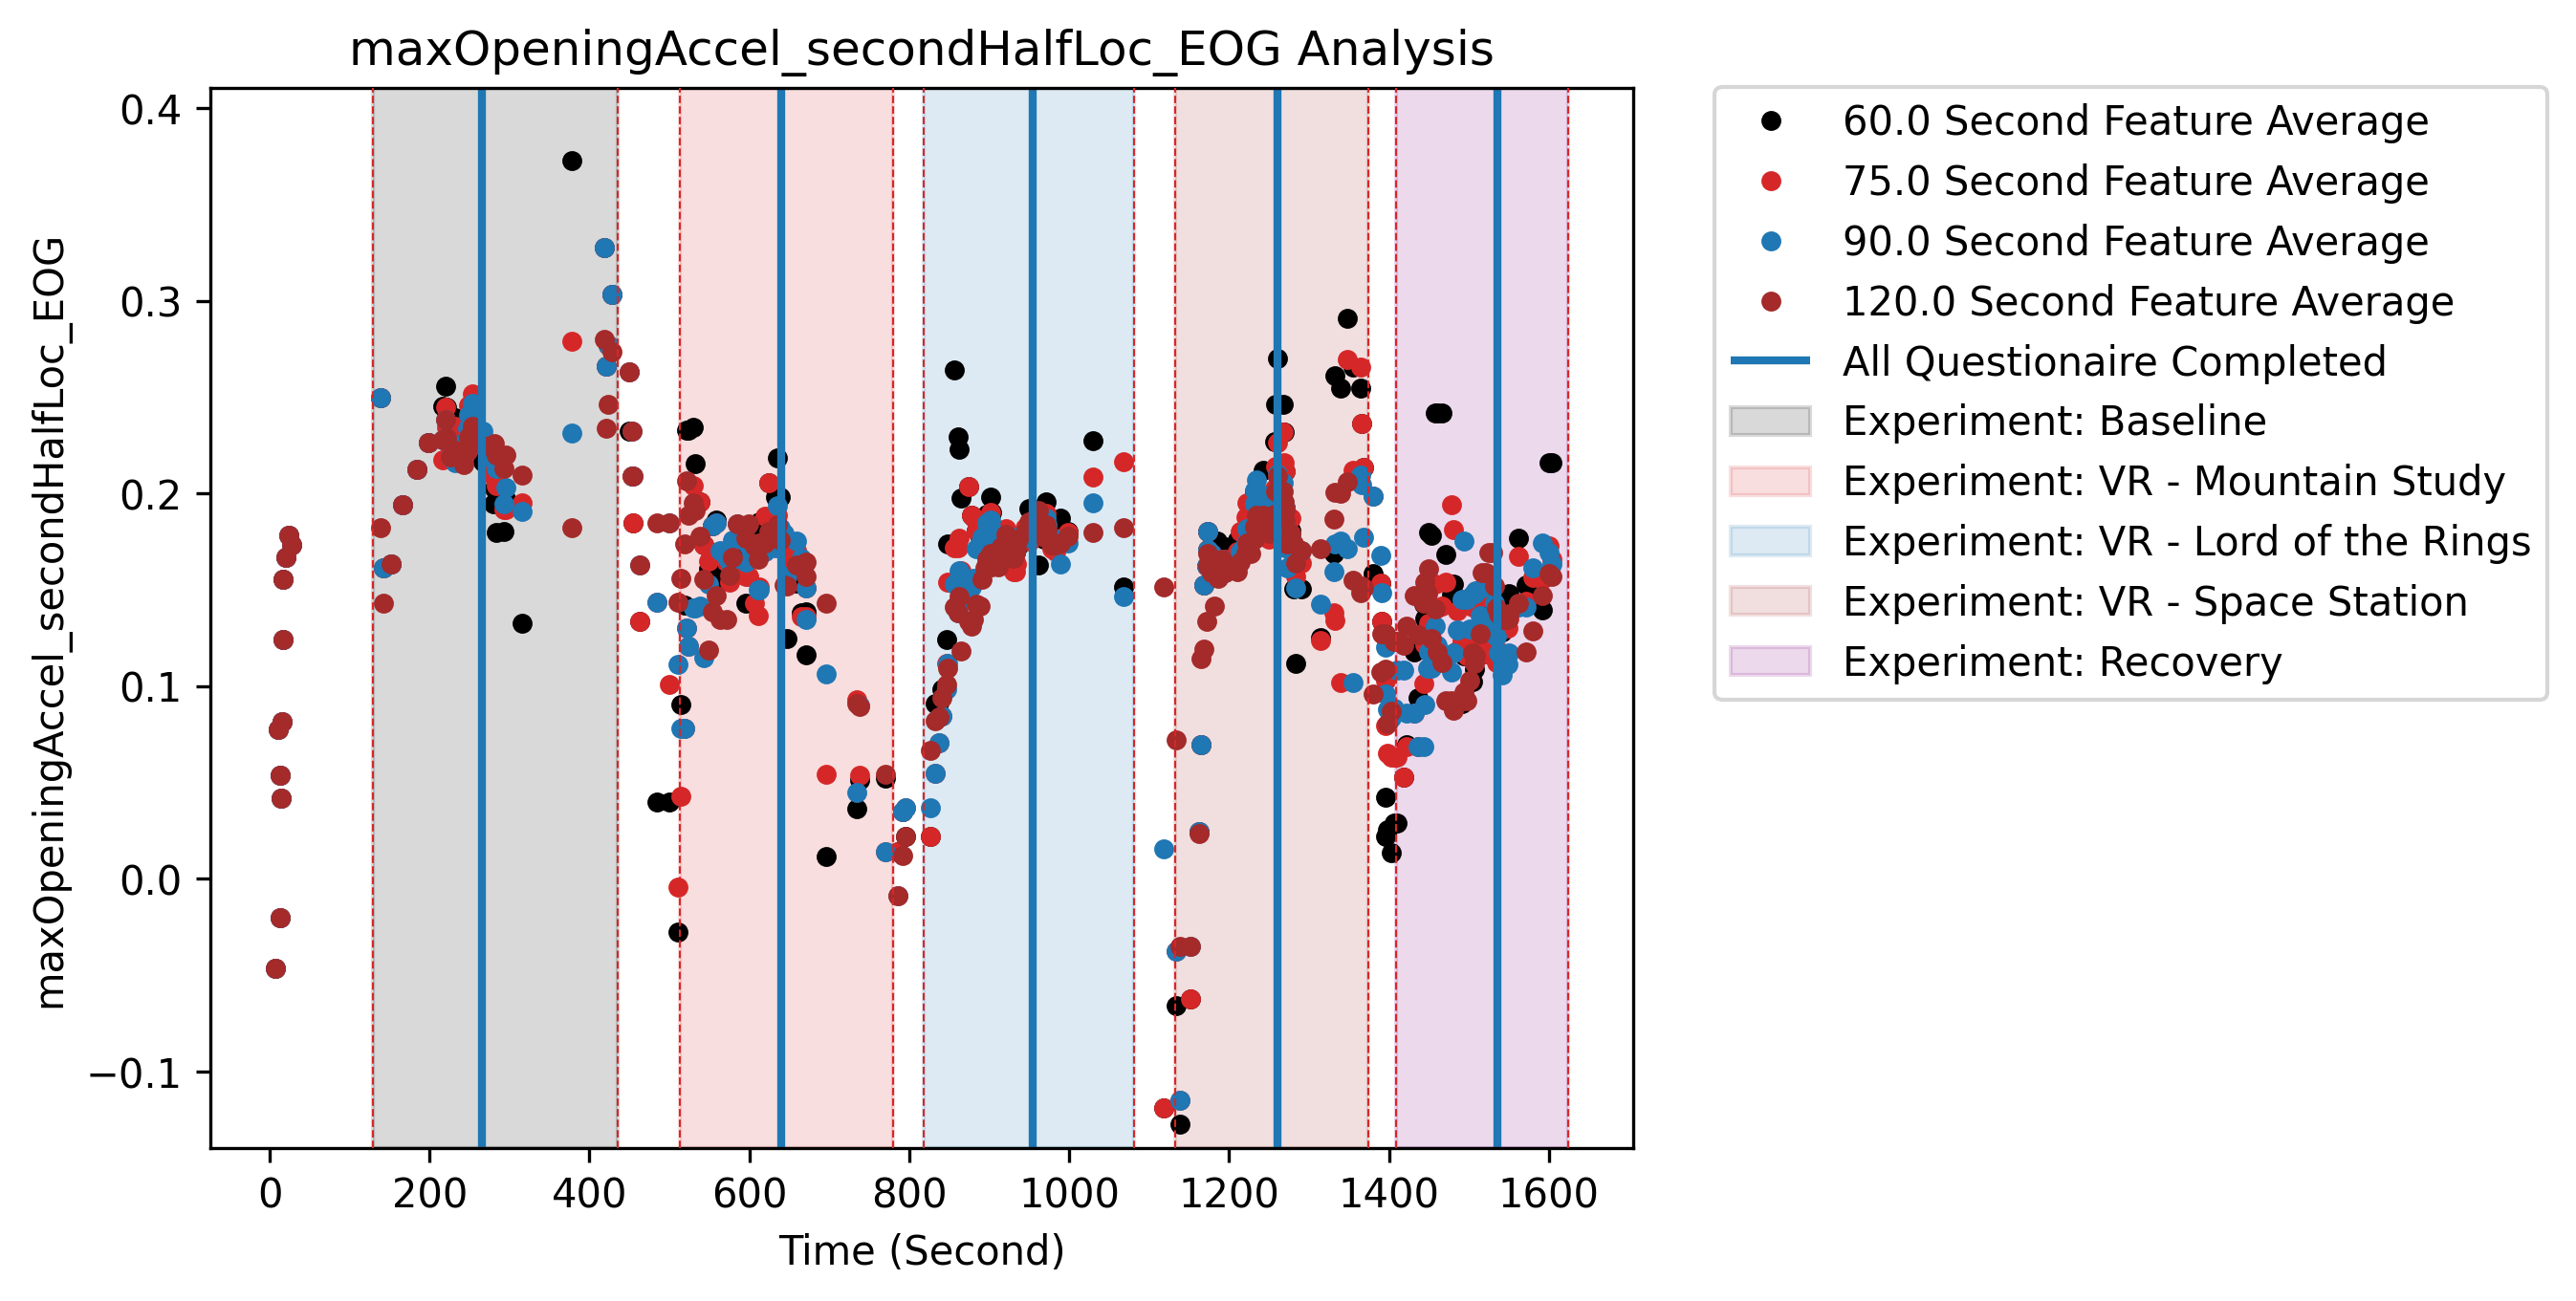 maxOpeningAccel_secondHalfLoc_EOG Analysis
maxOpeningAccel_secondHalfLoc_EOG
0.4
0.3
0.2
0.1
0.0
−0.1
0 200 400 600 800 1000 1200 1400 1600
Time (Second)
60.0 Second Feature Average
75.0 Second Feature Average
90.0 Second Feature Average
120.0 Second Feature Average
All Questionaire Completed
Experiment: Baseline
Experiment: VR - Mountain Study
Experiment: VR - Lord of the Rings
Experiment: VR - Space Station
Experiment: Recovery